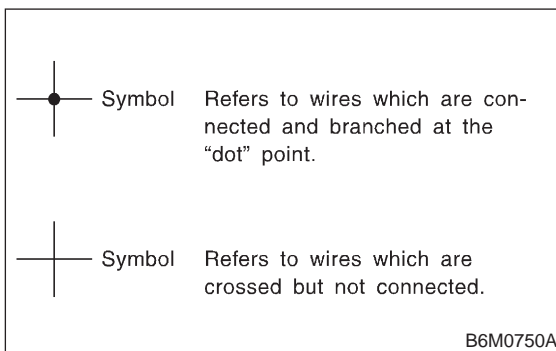 Symbol Refers to wires which are con-
nected and branched at the
“dot” point.
Symbol Refers to wires which are
crossed but not connected.
B6M0750A